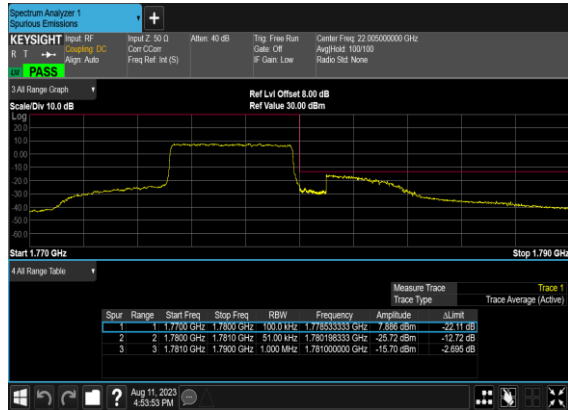 Spectrum Analyzer 1
Spurious Emissions
KEYSIGHT Input: RF Input Z: 50 Ω Atten: 40 dB Trig: Free Run Center Freq: 22.005000000 GHz
R T Coupling: DC Corr CCorr Gate: Off Avg|Hold: 100/100
Align: Auto Freq Ref: Int (S) IF Gain: Low Radio Std: None
PASS
3 All Range Graph
Ref Lvl Offset 8.00 dB
Scale/Div 10.0 dB Ref Value 30.00 dBm
Log
20.0
10.0
0.00
-10.0
-20.0
-30.0
-40.0
-50.0
-60.0
Start 1.770 GHz Stop 1.790 GHz
4 All Range Table
Measure Trace Trace 1
Trace Type Trace Average (Active)
Spur Range Start Freq Stop Freq RBW Frequency Amplitude ΔLimit
1 1 1.7700 GHz 1.7800 GHz 100.0 kHz 1.778533333 GHz 7.886 dBm -22.11 dB
2 2 1.7800 GHz 1.7810 GHz 51.00 kHz 1.780198333 GHz -25.72 dBm -12.72 dB
3 3 1.7810 GHz 1.7900 GHz 1.000 MHz 1.781000000 GHz -15.70 dBm -2.695 dB
Aug 11, 2023
4:53:53 PM